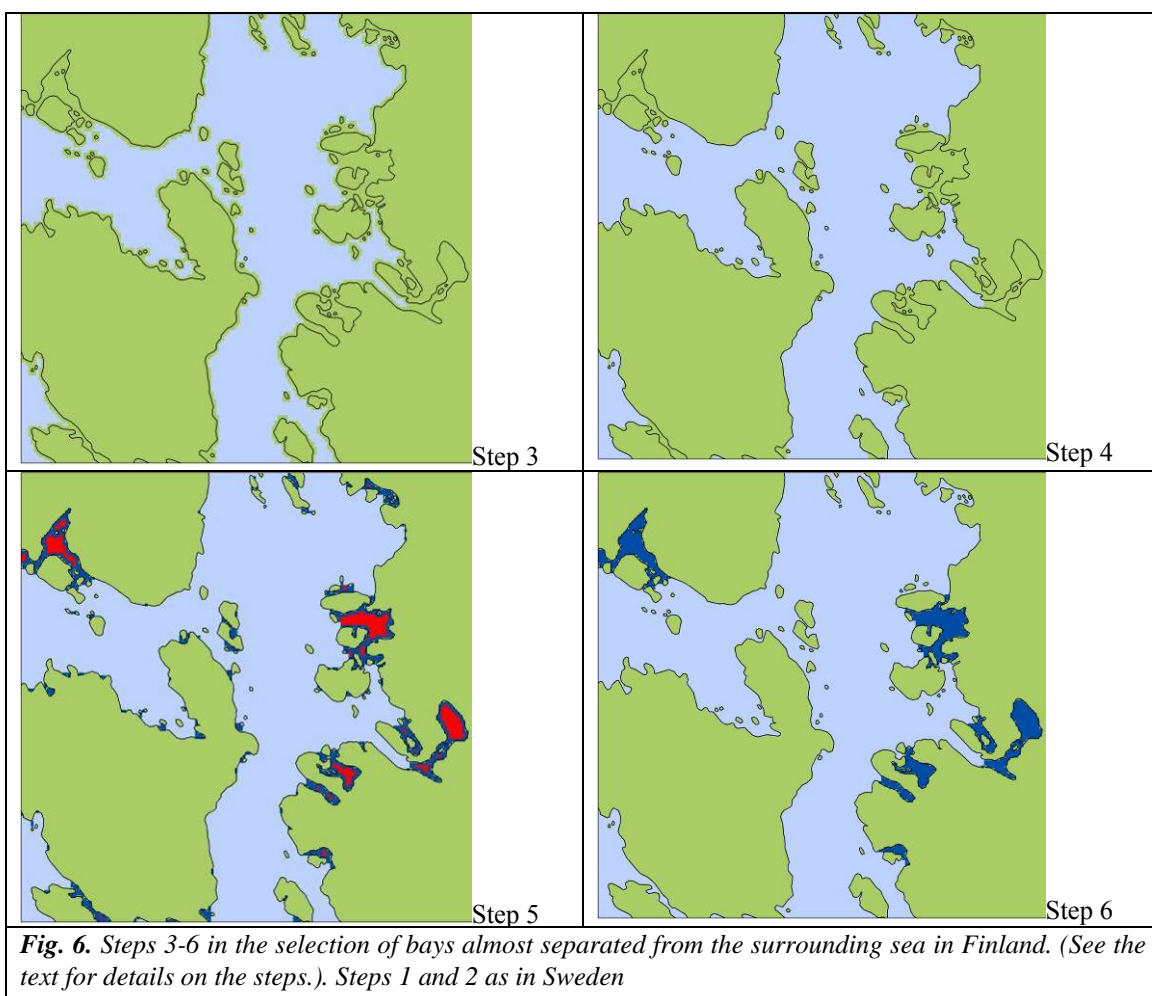 Step 3
Step 4
Step 5
Step 6
Fig. 6. Steps 3-6 in the selection of bays almost separated from the surrounding sea in Finland. (See the
text for details on the steps.). Steps 1 and 2 as in Sweden